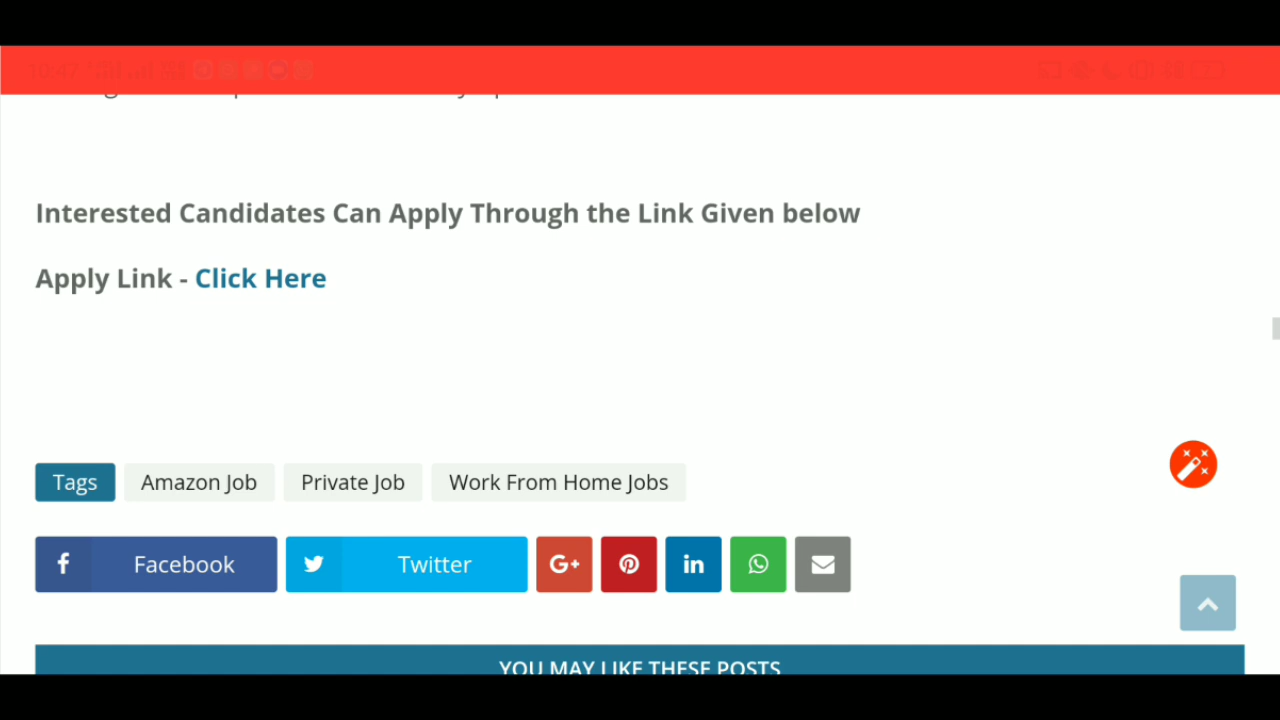 Interested Candidates Can Apply Through the Link Given below
Apply Link - Click Here
Tags
Amazon Job
Private Job
Work From Home Jobs
f Facebook
Twitter
G+
in
YOU MAY LIKE THESE POSTS